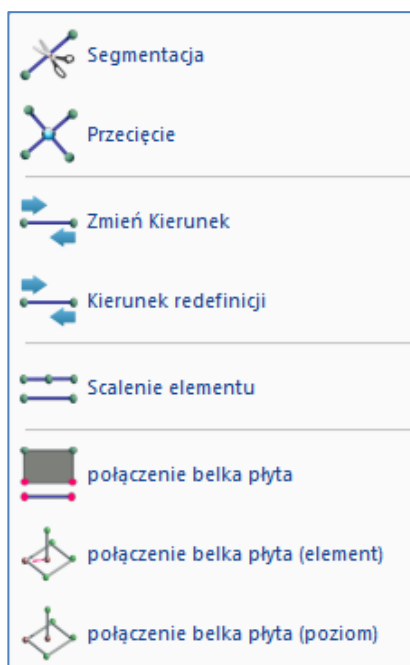 Segmentacja
Przecięcie
Zmień Kierunek
Kierunek redefinicji
Scalenie elementu
połączenie belka płyta
połączenie belka płyta (element)
połączenie belka płyta (poziom)